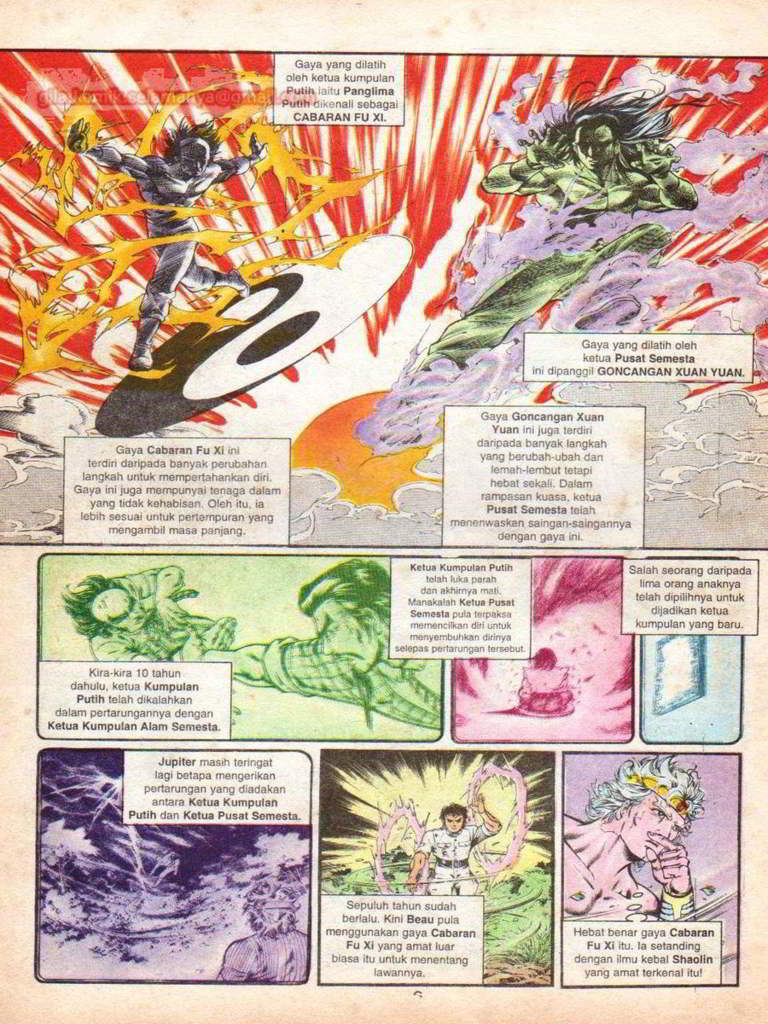 Gaya yang dilatih
oleh ketua kumpulan
Putih iaitu Panglima
Putih dikenali sebagai
CABARAN FU XI.
gila.komik.selamanya@gmail.com
Gaya yang dilatih oleh
ketua Pusat Semesta
ini dipanggil GONCANGAN XUAN YUAN.
Gaya Cabaran Fu Xi ini
terdiri daripada banyak perubahan
langkah untuk mempertahankan diri.
Gaya ini juga mempunyai tenaga dalam
yang tidak kehabisan. Oleh itu, ia
lebih sesuai untuk pertempuran yang
mengambil masa panjang.
Gaya Goncangan Xuan
Yuan ini juga terdiri
daripada banyak langkah
yang berubah-ubah dan
lemah-lembut tetapi
hebat sekali. Dalam
rampasan kuasa, ketua
Pusat Semesta telah
menenwaskan saingan-saingannya
dengan gaya ini.
Kira-kira 10 tahun
dahulu, ketua Kumpulan
Putih telah dikalahkan
dalam pertarungannya dengan
Ketua Kumpulan Alam Semesta.
Ketua Kumpulan Putih
telah luka parah
dan akhirnya mati.
Manakalah Ketua Pusat
Semesta pula terpaksa
memencilkan diri untuk
menyembuhkan dirinya
selepas pertarungan tersebut.
Salah seorang daripada
lima orang anaknya
telah dipilihnya untuk
dijadikan ketua
kumpulan yang baru.
Jupiter masih teringat
lagi betapa mengerikan
pertarungan yang diadakan
antara Ketua Kumpulan
Putih dan Ketua Pusat Semesta.
Sepuluh tahun sudah
berlalu. Kini Beau pula
menggunakan gaya Cabaran
Fu Xi yang amat luar
biasa itu untuk menentang
lawannya.
Hebat benar gaya Cabaran
Fu Xi itu. Ia setanding
dengan ilmu kebal Shaolin
yang amat terkenal itu!